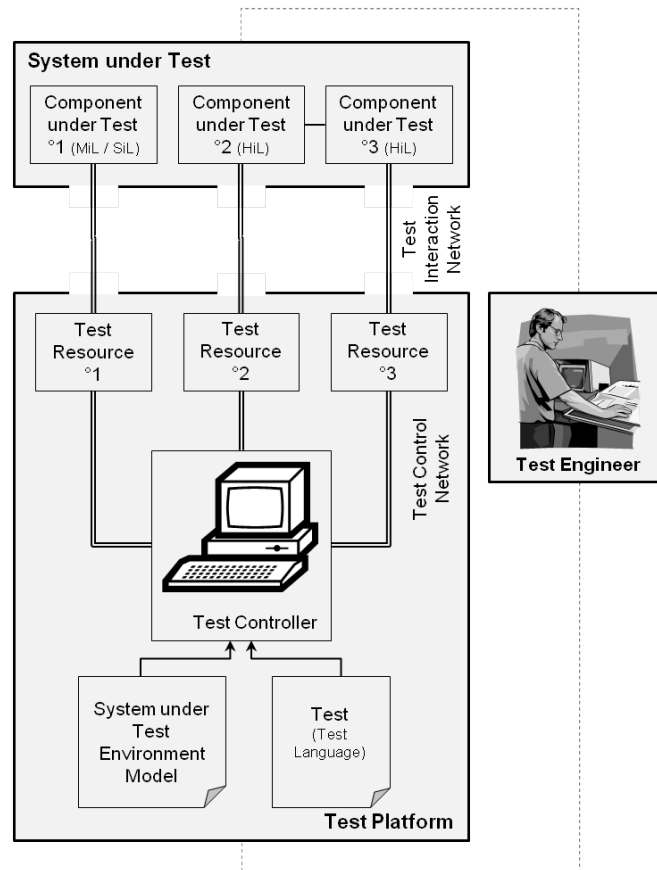 System under Test
Component
under Test
°1 (MiL / SiL)
Component
under Test
°2 (HiL)
Component
under Test
°3 (HiL)
Test
Interaction
Network
Test
Resource
°1
Test
Resource
°2
Test
Resource
°3
Test Control
Network
Test Engineer
Test Controller
System under
Test
Environment
Model
Test
(Test
Language)
Test Platform